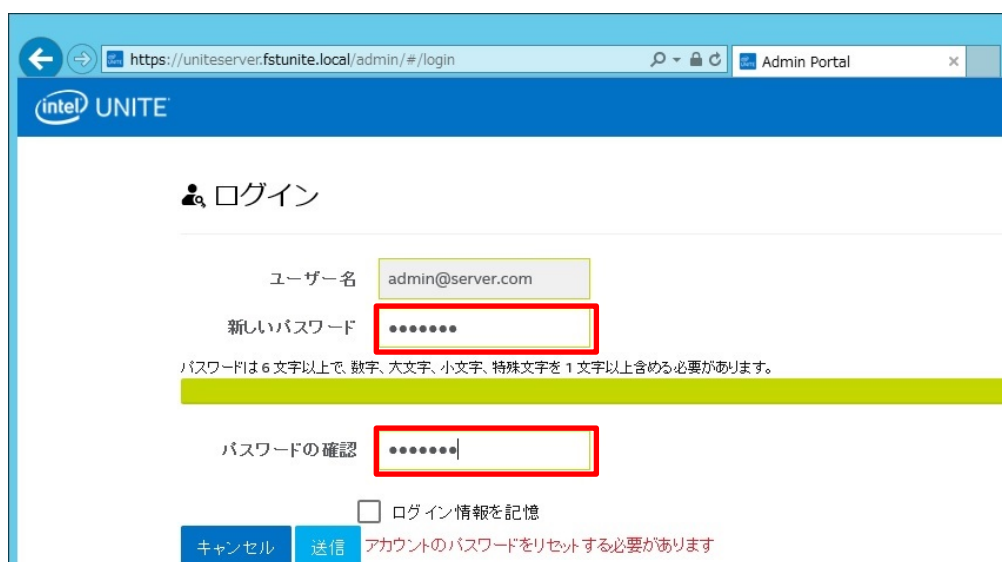 https://uniteserver.fstunite.local/admin/#/login
Admin Portal
intel UNITE
ログイン
ユーザー名
admin@server.com
新しいパスワード
•••••••
パスワードは 6 文字以上で、数字、大文字、小文字、特殊文字を 1 文字以上含める必要があります。
パスワードの確認
•••••••
ログイン情報を記憶
キャンセル
送信
アカウントのパスワードをリセットする必要があります